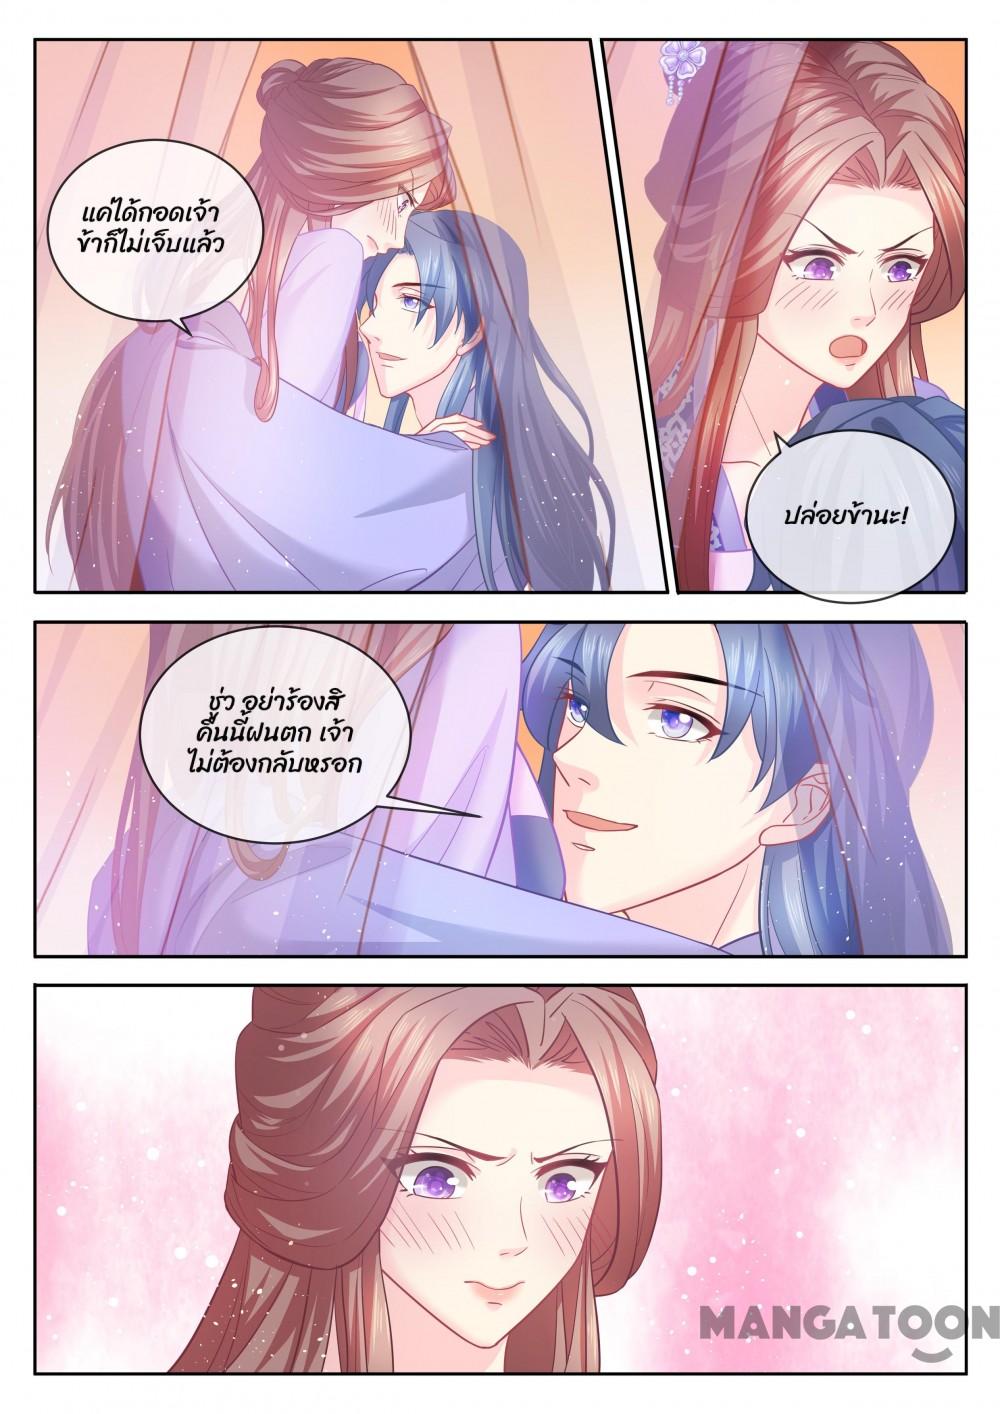 แค่ได้กอดเจ้า
ข้าก็ไม่เจ็บแล้ว
ปล่อยข้านะ!
ชู่ว อย่าร้องสิ
คืนนี้ฝนตก เจ้า
ไม่ต้องกลับหรอก
MANGATOON